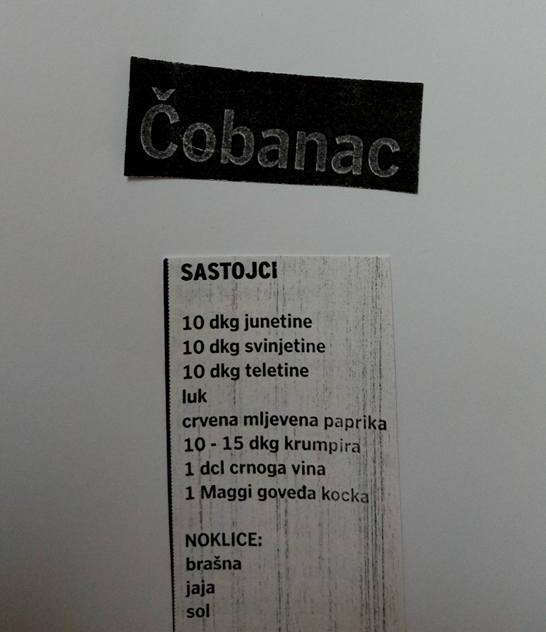 Čobanac
SASTOJCI
10 dkg junetine
10 dkg svinjetine
10 dkg teletine
luk
crvena mljevena paprika
10 - 15 dkg krumpira
1 dcl crnoga vina
1 Maggi goveđa kocka
NOKLICE:
brašna
jaja
sol